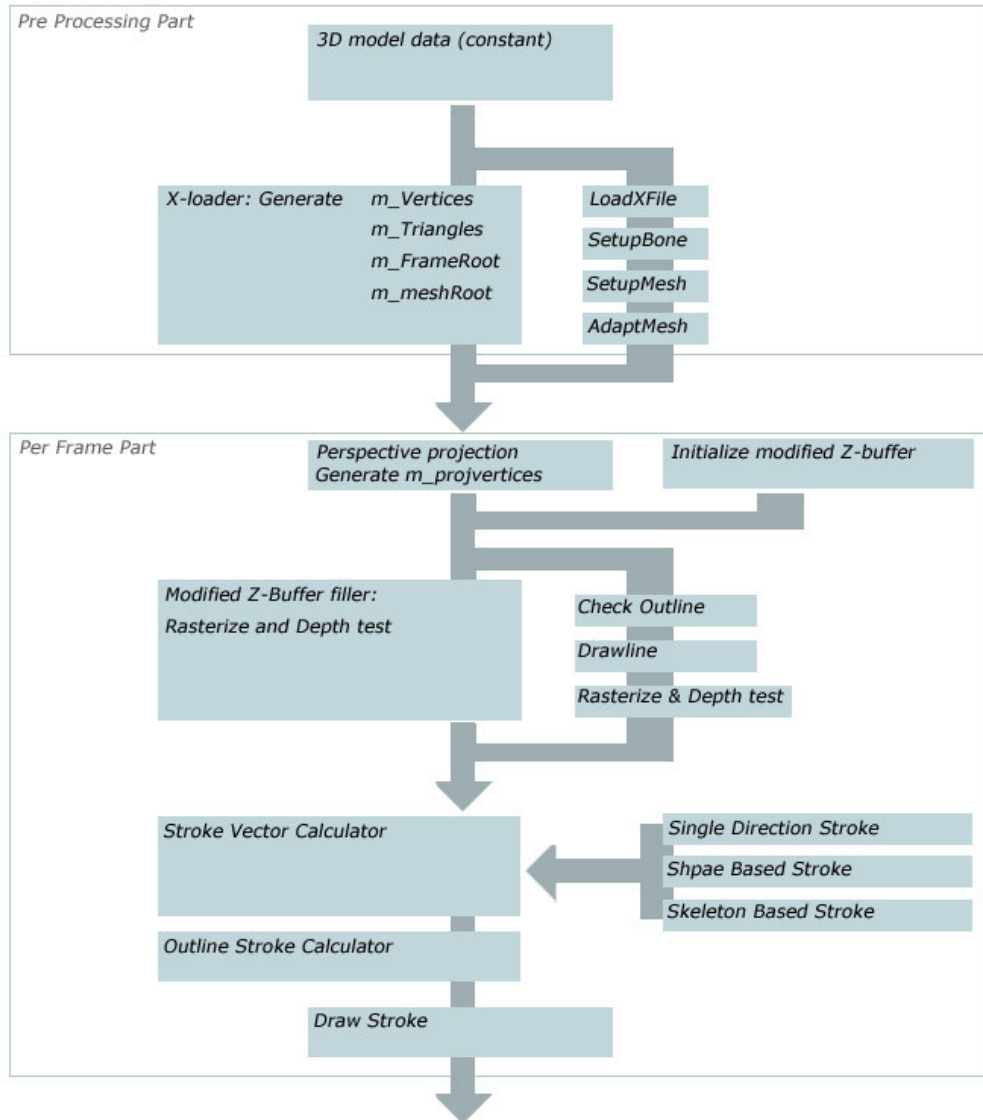 Pre Processing Part
3D model data (constant)
X-loader: Generate m_Vertices
m_Triangles
m_FrameRoot
m_meshRoot
LoadXFile
SetupBone
SetupMesh
AdaptMesh
Per Frame Part
Perspective projection
Generate m_projvertices
Initialize modified Z-buffer
Modified Z-Buffer filler:
Rasterize and Depth test
Check Outline
Drawline
Rasterize & Depth test
Stroke Vector Calculator
Single Direction Stroke
Shpae Based Stroke
Skeleton Based Stroke
Outline Stroke Calculator
Draw Stroke